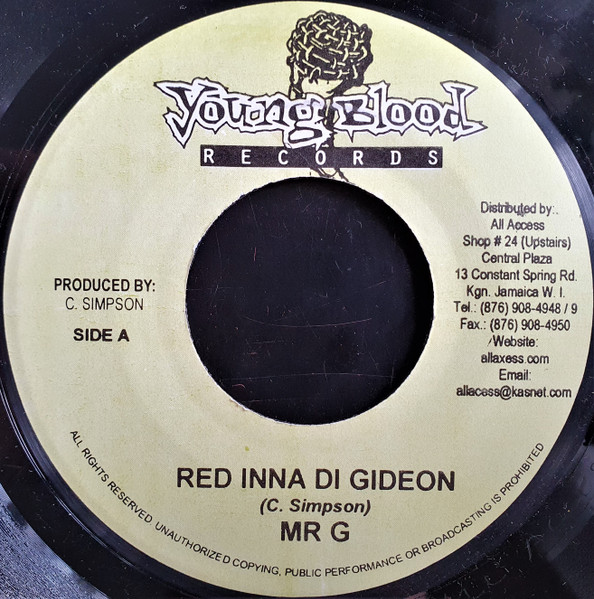 Young Blood
RECORDS
Distributed by:.
All Access
Shop # 24 (Upstairs)
Central Plaza
13 Constant Spring Rd.
Kgn. Jamaica W. I.
Tel.: (876) 908-4948 / 9
Fax.: (876) 908-4950
Website:
allaxess.com
Email:
allacess@kasnet.com
PRODUCED BY:
C. SIMPSON
SIDE A
RED INNA DI GIDEON
(C. Simpson)
MR G
ALL RIGHTS RESERVED. UNAUTHORIZED COPYING, PUBLIC PERFORMANCE OR BROADCASTING IS PROHIBITED